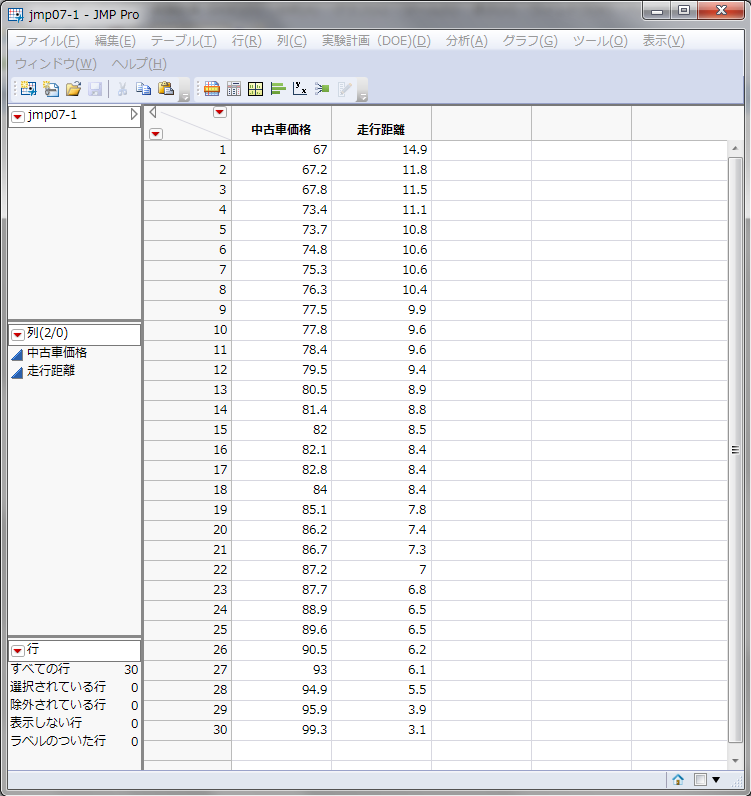 jmp07-1 - JMP Pro
ファイル(F) 編集(E) テーブル(T) 行(R) 列(C) 実験計画（DOE)(D) 分析(A) グラフ(G) ツール(O) 表示(V)
ウィンドウ(W) ヘルプ(H)
jmp07-1
列(2/0)
中古車価格
走行距離
行
すべての行 30
選択されている行 0
除外されている行 0
表示しない行 0
ラベルのついた行 0
中古車価格 走行距離
1 67 14.9
2 67.2 11.8
3 67.8 11.5
4 73.4 11.1
5 73.7 10.8
6 74.8 10.6
7 75.3 10.6
8 76.3 10.4
9 77.5 9.9
10 77.8 9.6
11 78.4 9.6
12 79.5 9.4
13 80.5 8.9
14 81.4 8.8
15 82 8.5
16 82.1 8.4
17 82.8 8.4
18 84 8.4
19 85.1 7.8
20 86.2 7.4
21 86.7 7.3
22 87.2 7
23 87.7 6.8
24 88.9 6.5
25 89.6 6.5
26 90.5 6.2
27 93 6.1
28 94.9 5.5
29 95.9 3.9
30 99.3 3.1